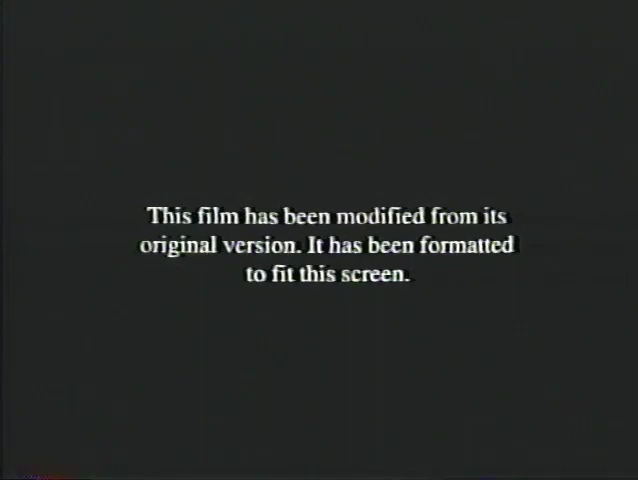 This film has been modified from its
original version. It has been formatted
to fit this screen.